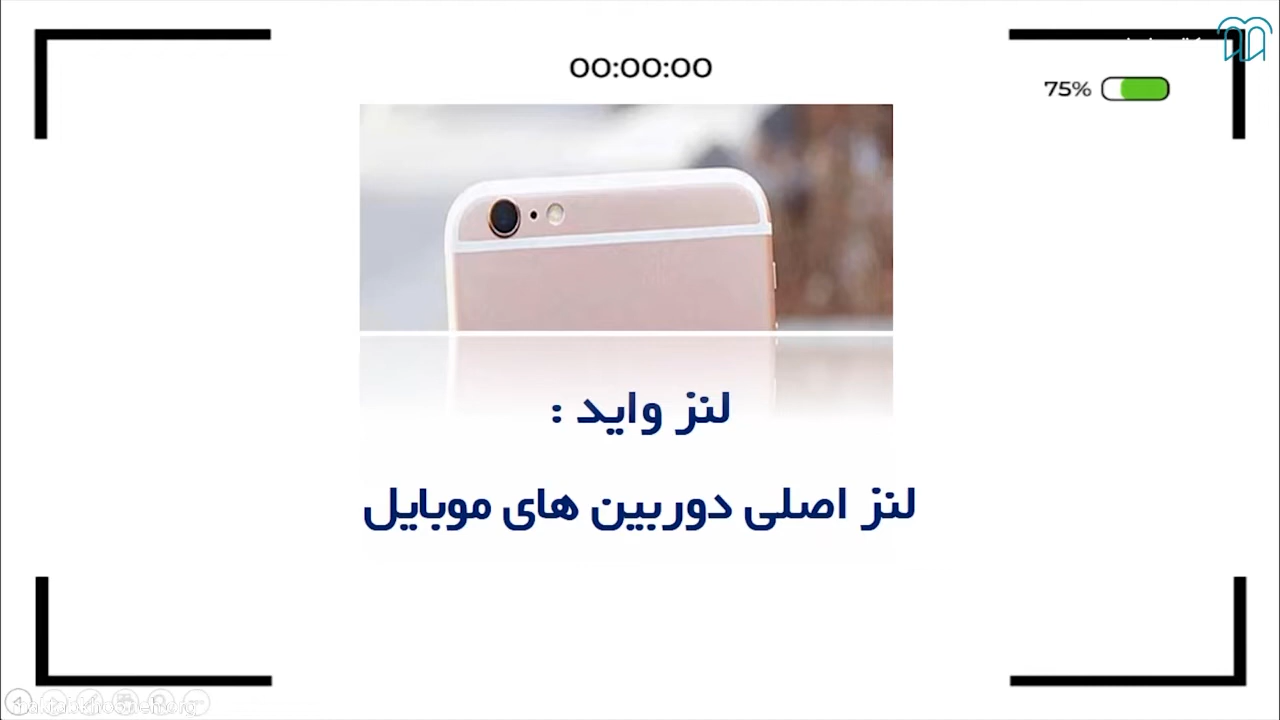 00:00:00
75%
لنز واید :
لنز اصلی دوربین های موبایل